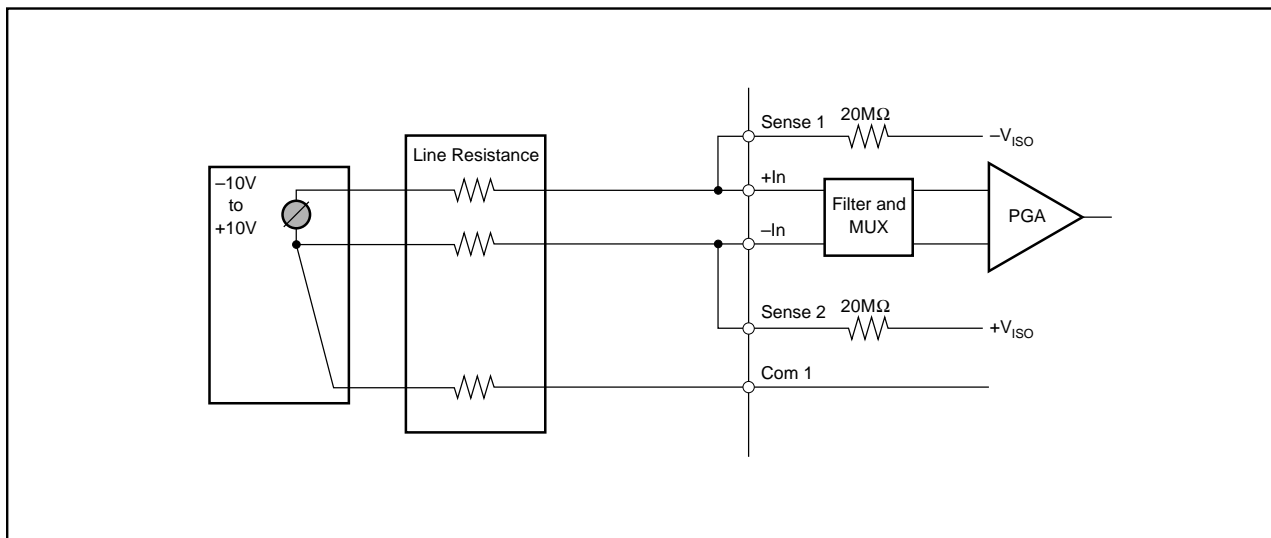 Sense 1
20MΩ
–V_ISO
Line Resistance
–10V
to
+10V
+In
Filter and
MUX
PGA
–In
Sense 2
20MΩ
+V_ISO
Com 1